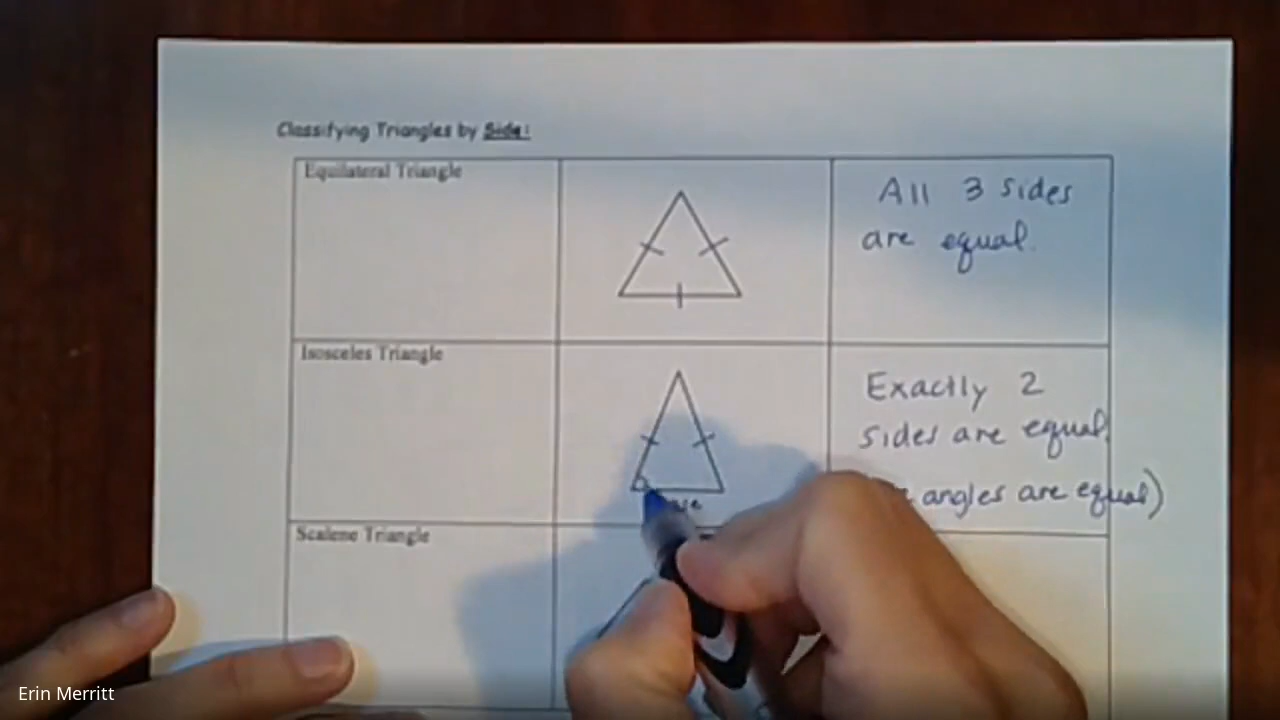 Classifying Triangles by Side:
Equilateral Triangle
All 3 sides
are equal.
Isosceles Triangle
Exactly 2
sides are equal.
angles are equal)
Scalene Triangle
Erin Merritt